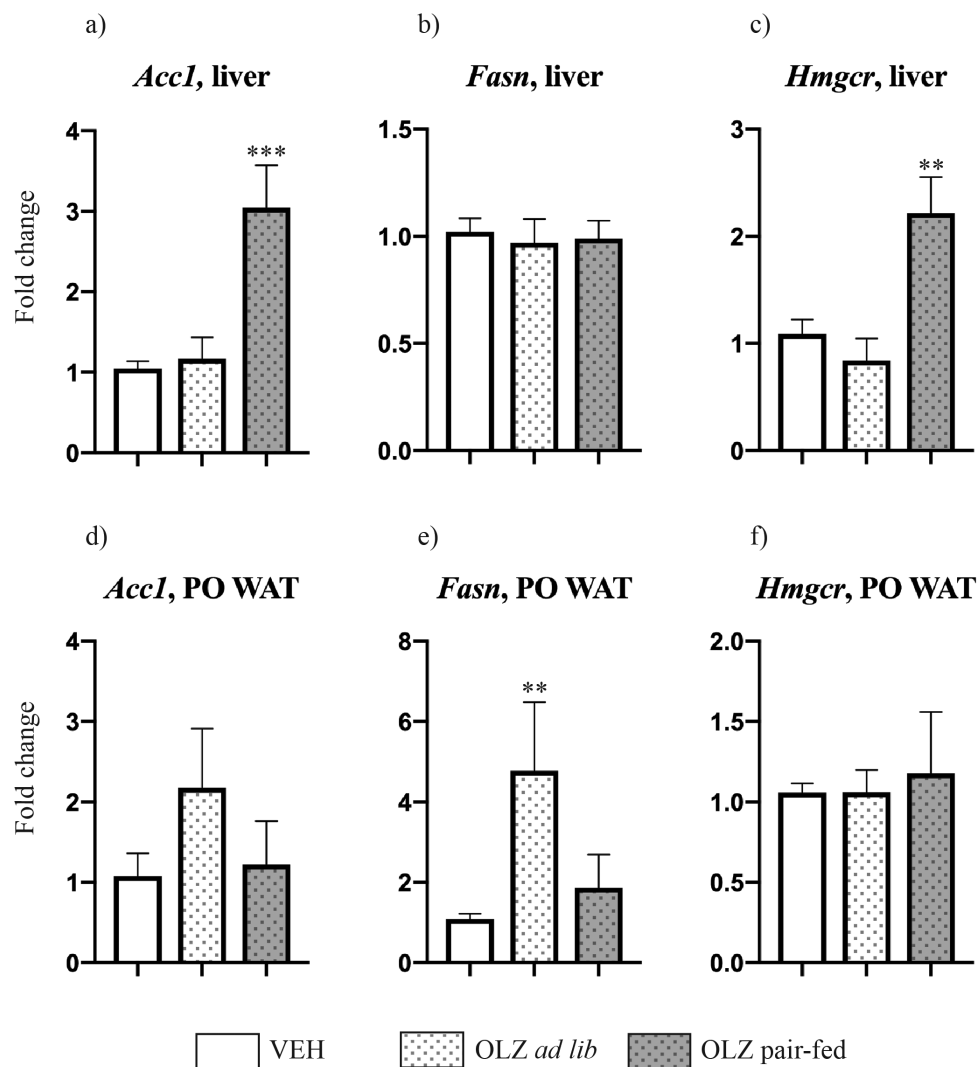 a)
b)
c)
Acc1, liver
Fasn, liver
Hmgcr, liver
Fold change
4
3
2
1
0
***
1.5
1.0
0.5
0.0
3
2
1
0
**
d)
e)
f)
Acc1, PO WAT
Fasn, PO WAT
Hmgcr, PO WAT
Fold change
4
3
2
1
0
8
6
4
2
0
**
2.0
1.5
1.0
0.5
0.0
VEH
OLZ ad lib
OLZ pair-fed